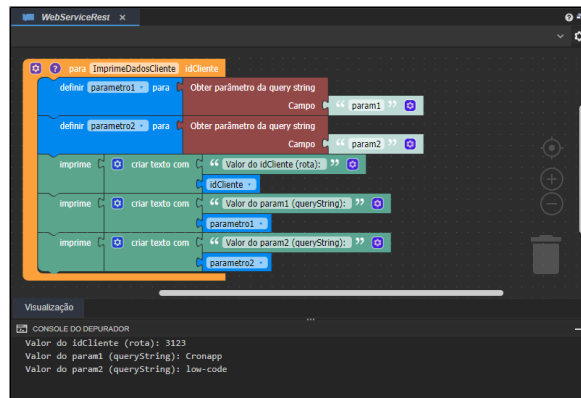 WebServiceRest ×
para ImprimeDadosCliente idCliente
definir parametro1 para Obter parâmetro da query string
Campo “ param1 ”
definir parametro2 para Obter parâmetro da query string
Campo “ param2 ”
imprime criar texto com “ Valor do idCliente (rota): ”
idCliente
imprime criar texto com “ Valor do param1 (queryString): ”
parametro1
imprime criar texto com “ Valor do param2 (queryString): ”
parametro2
Visualização
CONSOLE DO DEPURADOR
Valor do idCliente (rota): 3123
Valor do param1 (queryString): Cronapp
Valor do param2 (queryString): low-code